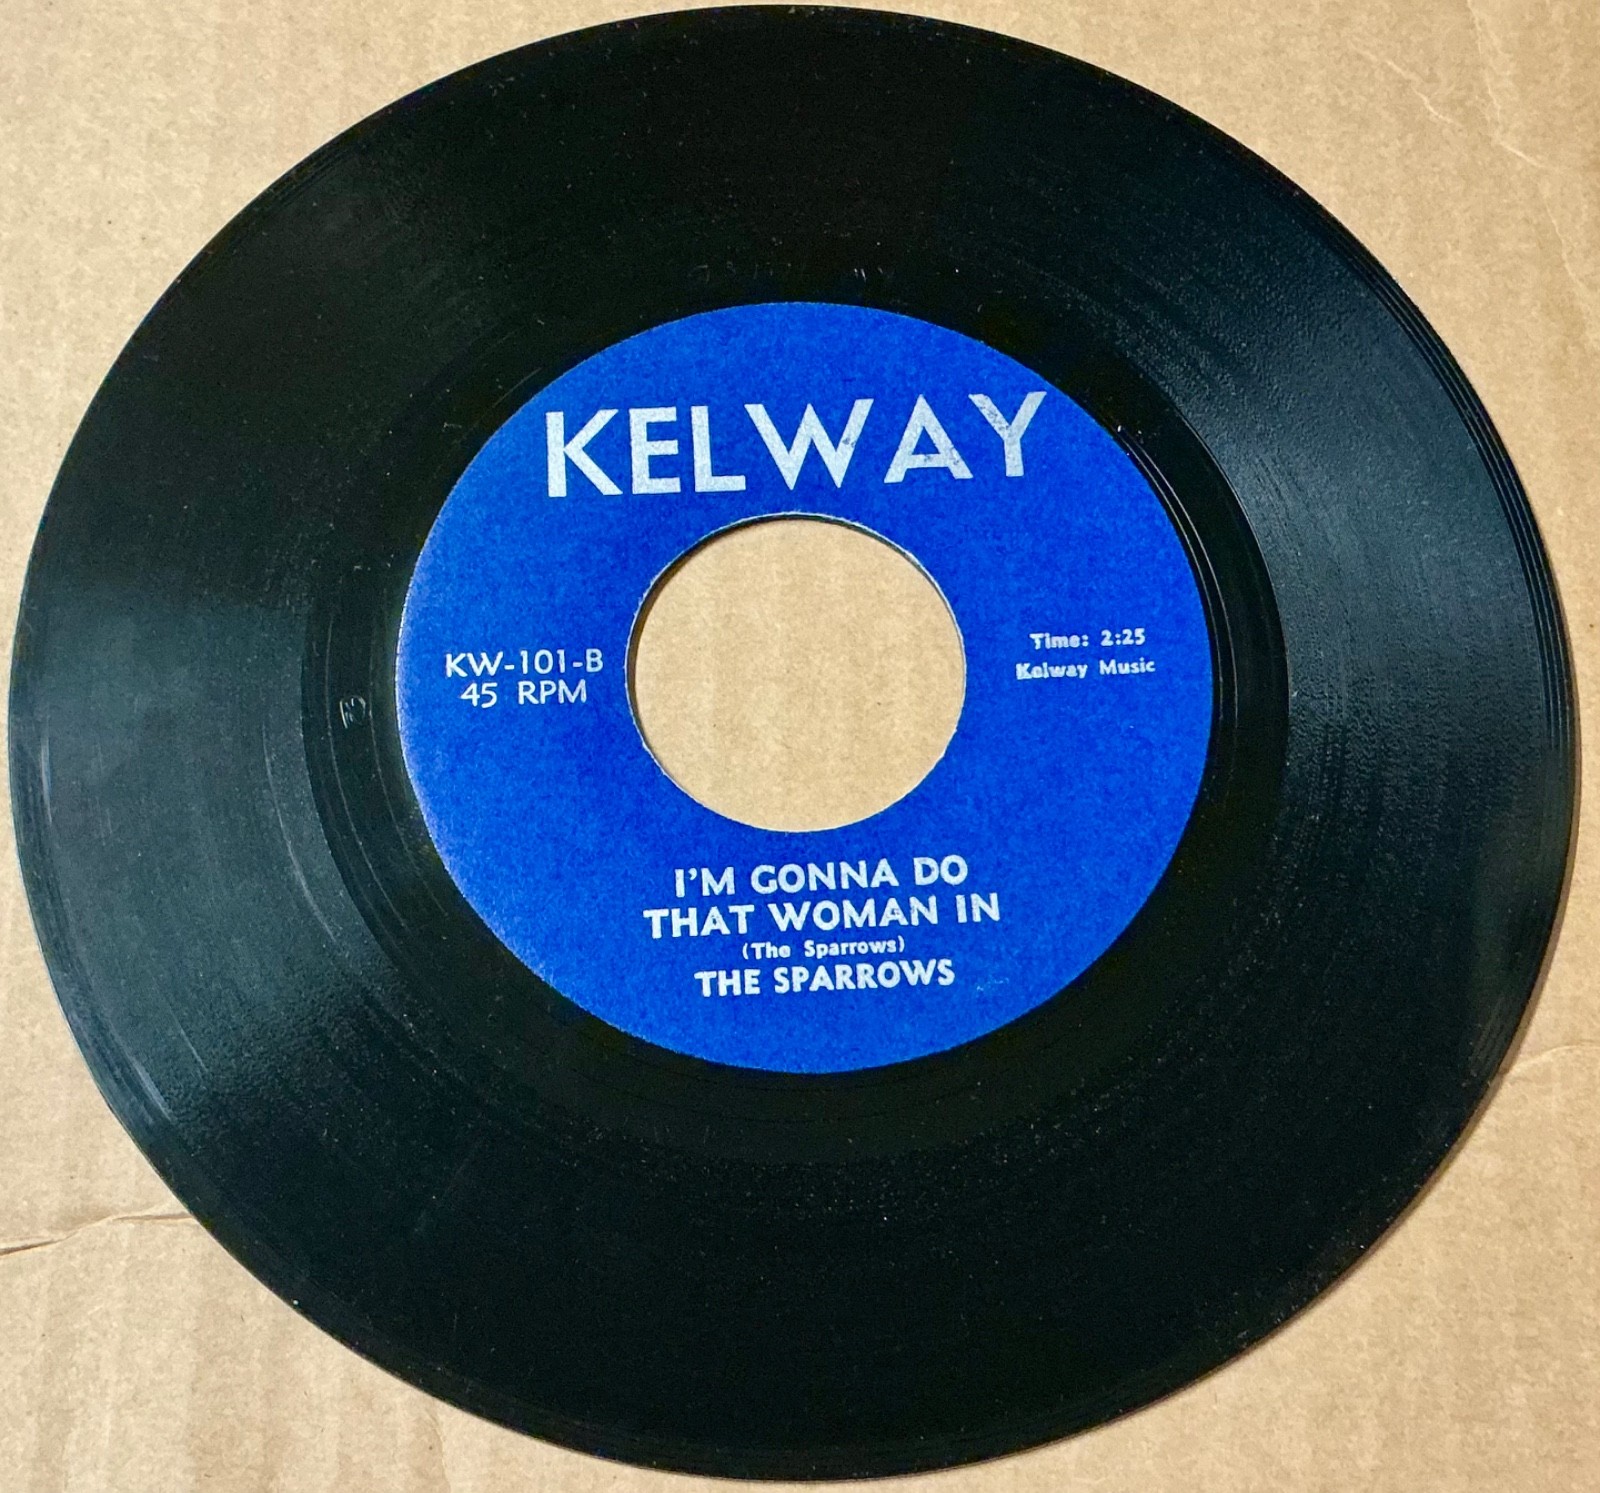 KELWAY
KW-101-B
45 RPM
Time: 2:25
Kelway Music
I'M GONNA DO
THAT WOMAN IN
(The Sparrows)
THE SPARROWS